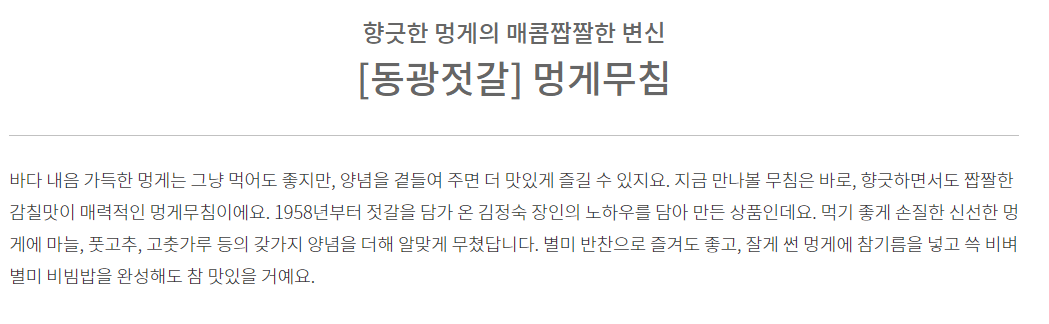 향긋한 멍게의 매콤짭짤한 변신
[동광젓갈] 멍게무침
바다 내음 가득한 멍게는 그냥 먹어도 좋지만, 양념을 곁들여 주면 더 맛있게 즐길 수 있지요. 지금 만나볼 무침은 바로, 향긋하면서도 짭짤한
감칠맛이 매력적인 멍게무침이에요. 1958년부터 젓갈을 담가 온 김정숙 장인의 노하우를 담아 만든 상품인데요. 먹기 좋게 손질한 신선한 멍
게에 마늘, 풋고추, 고춧가루 등의 갖가지 양념을 더해 알맞게 무쳤답니다. 별미 반찬으로 즐겨도 좋고, 잘게 썬 멍게에 참기름을 넣고 쓱 비벼
별미 비빔밥을 완성해도 참 맛있을 거예요.